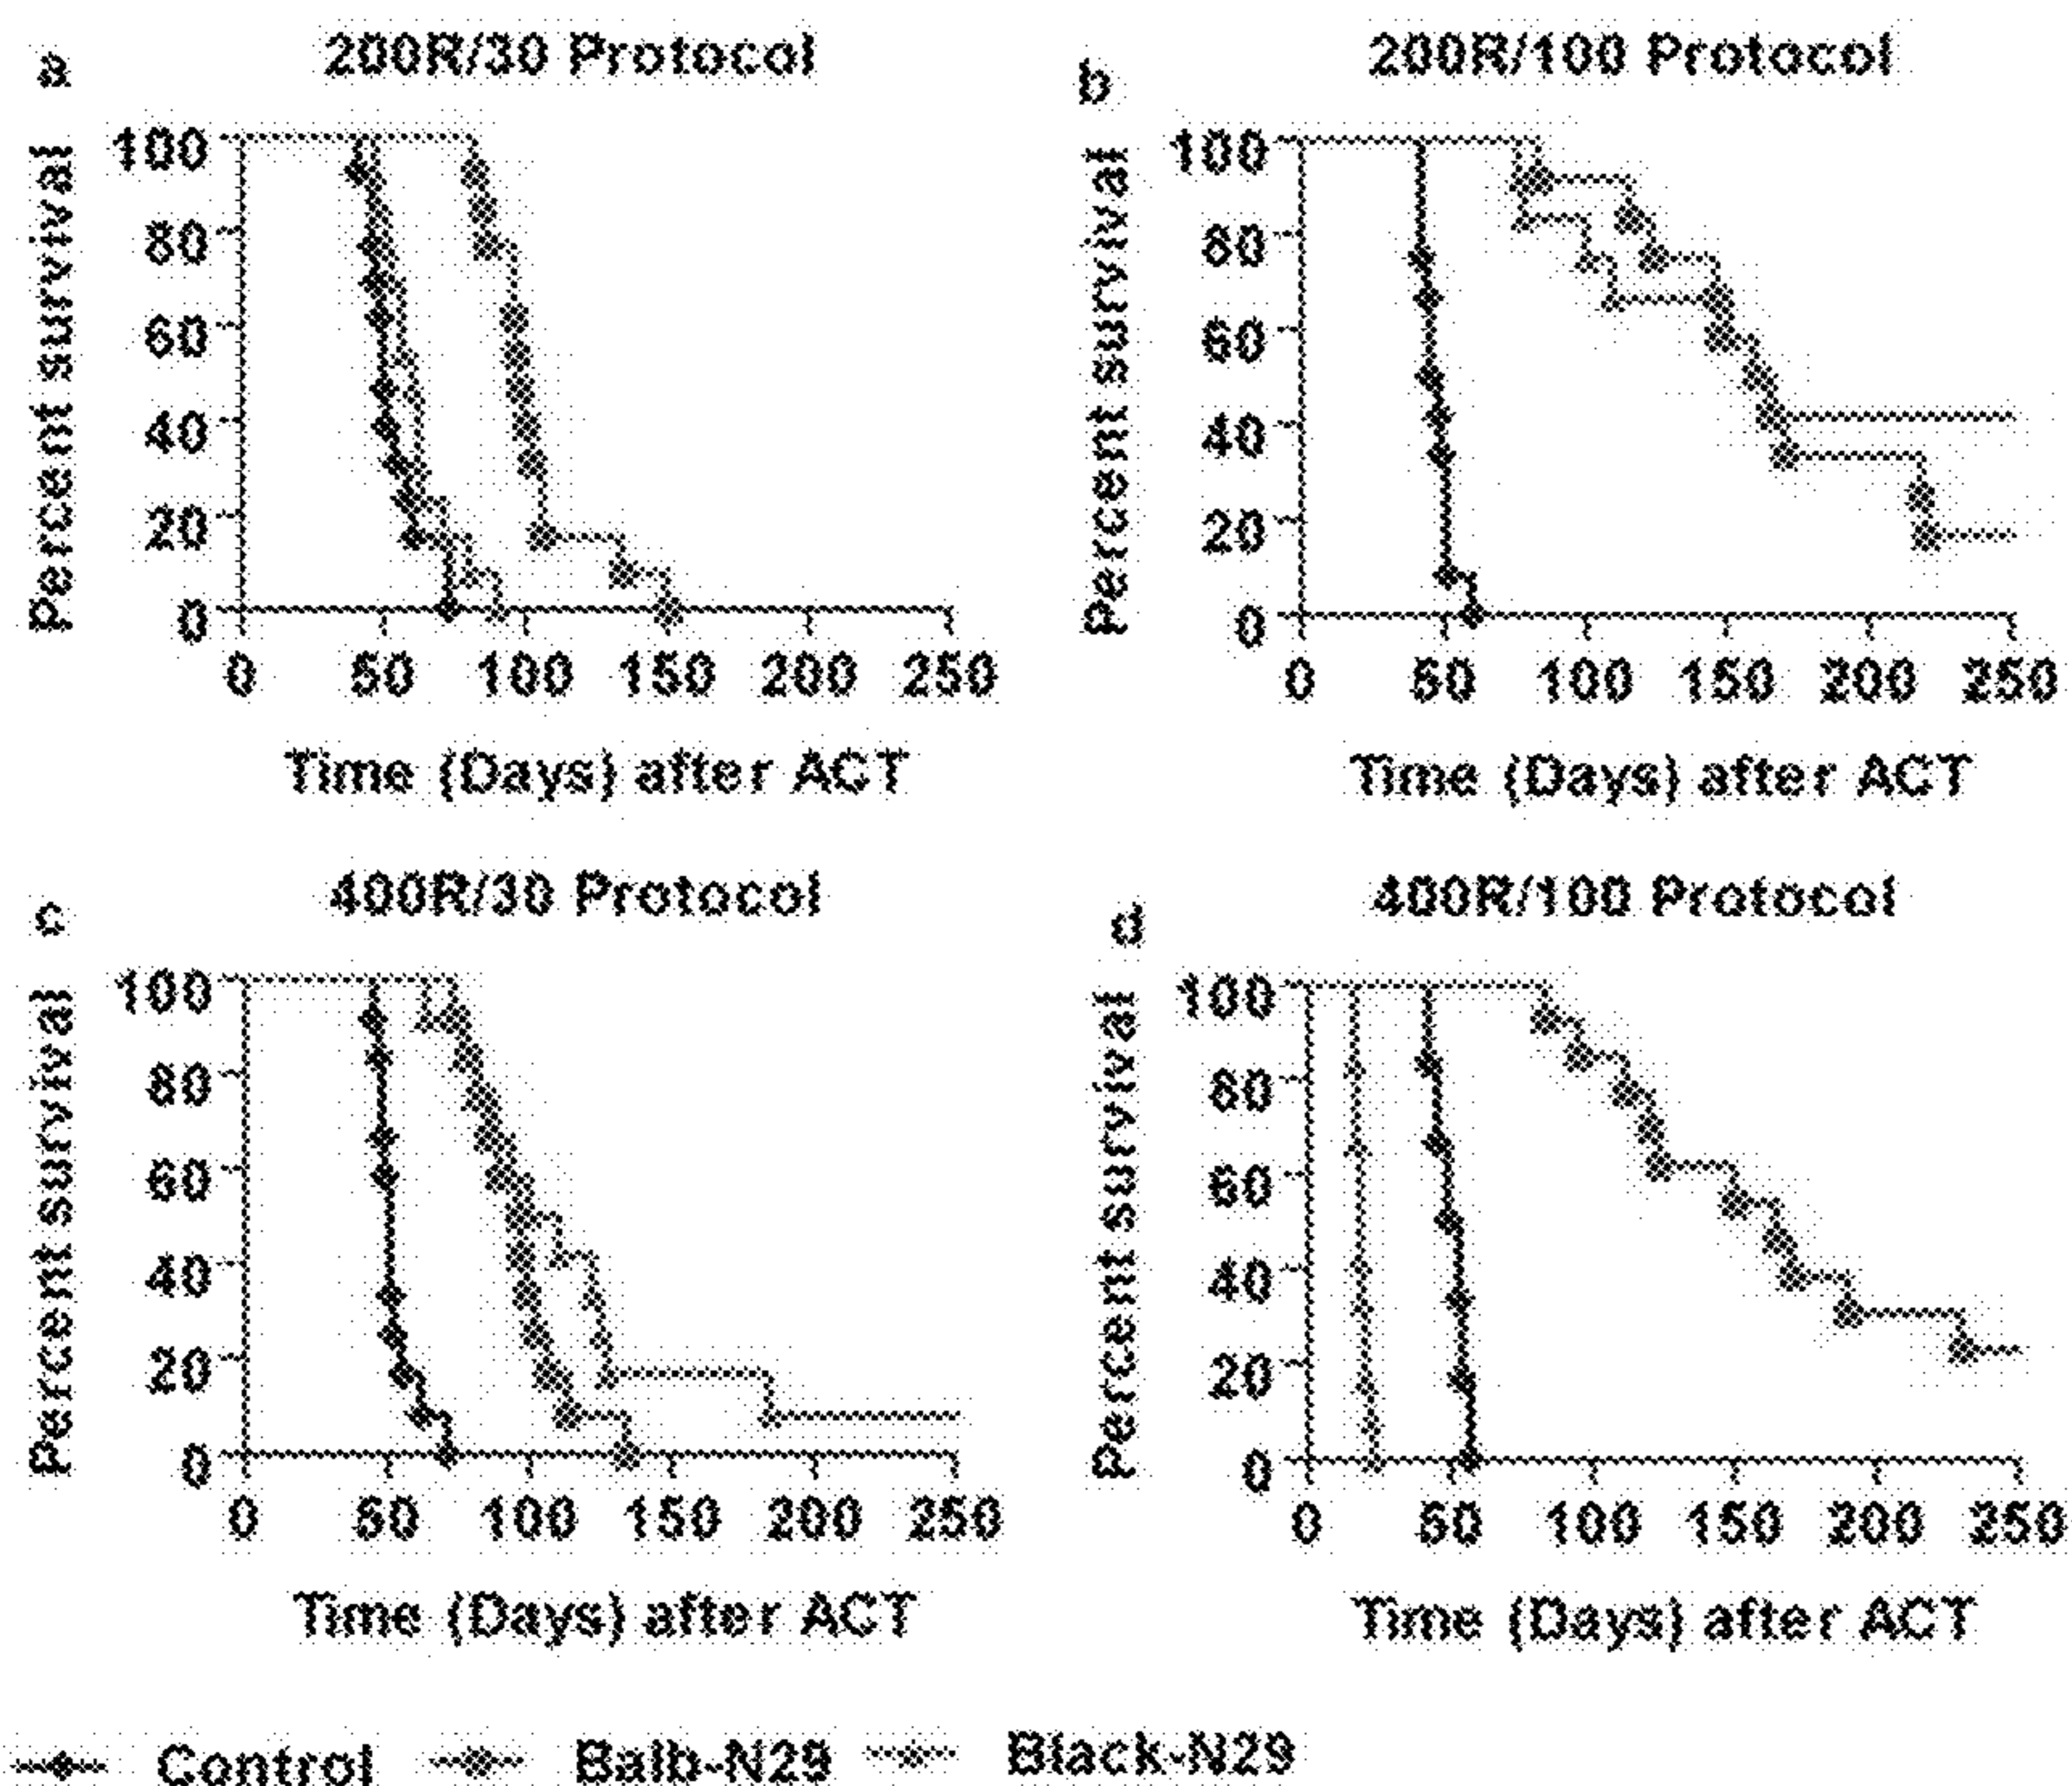 a 200R/30 Protocol
b 200R/100 Protocol
Percent survival
100
80
60
40
20
0
0 50 100 150 200 250
Time (Days) after ACT
Percent survival
100
80
60
40
20
0
0 50 100 150 200 250
Time (Days) after ACT
c 400R/30 Protocol
d 400R/100 Protocol
Percent survival
100
80
60
40
20
0
0 50 100 150 200 250
Time (Days) after ACT
Percent survival
100
80
60
40
20
0
0 50 100 150 200 250
Time (Days) after ACT
Control Balb-N29 Black-N29